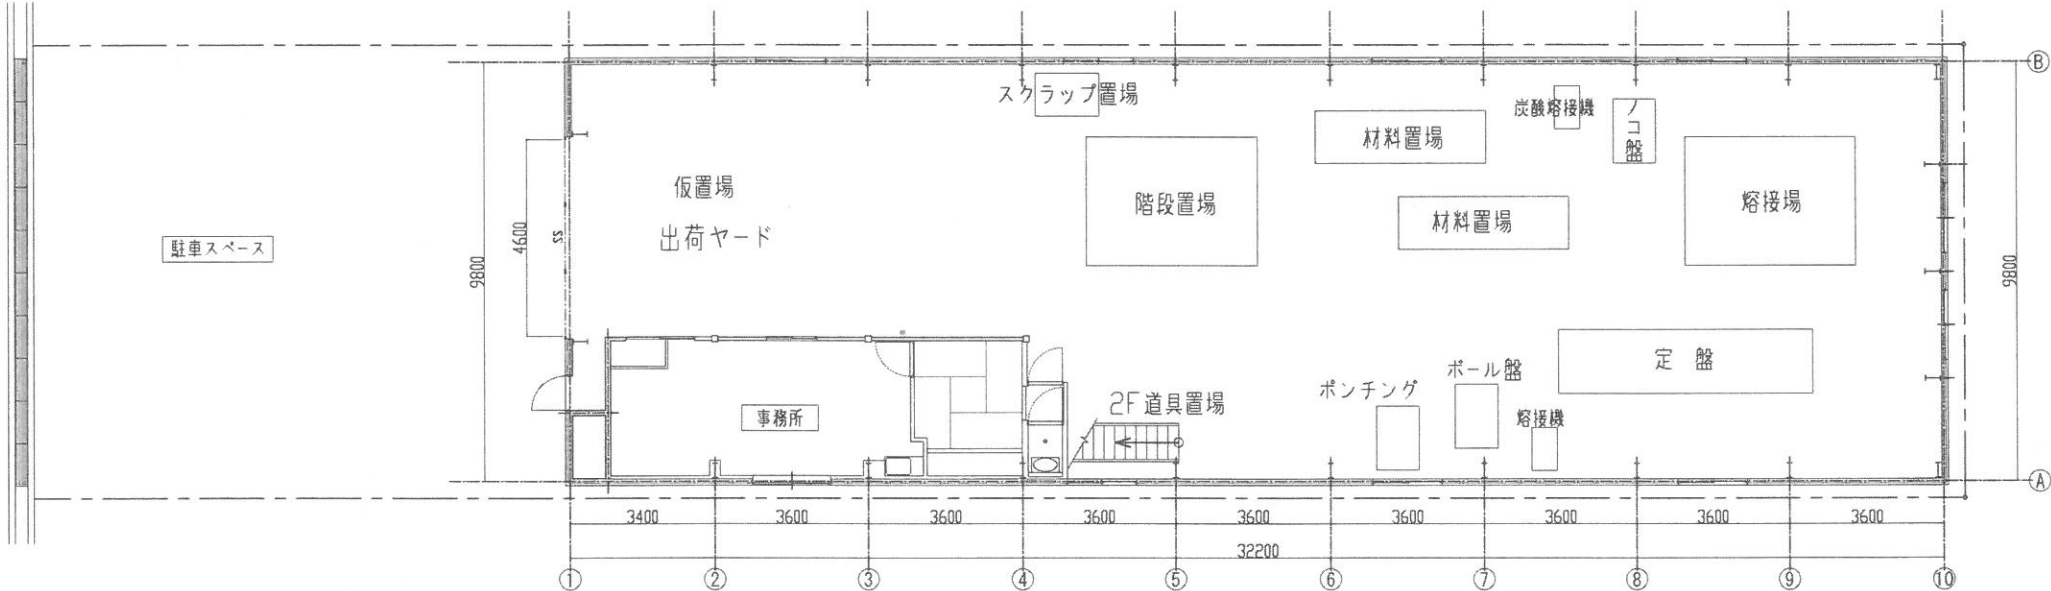 Ⓑ
スクラップ置場
炭酸熔接機
ノコ盤
材料置場
仮置場
階段置場
熔接場
材料置場
4600
SS
出荷ヤード
駐車スペース
9800
9800
定 盤
ボール盤
ポンチング
2F道具置場
事務所
熔接機
Ⓐ
3400
3600
3600
3600
3600
3600
3600
3600
3600
32200
①
②
③
④
⑤
⑥
⑦
⑧
⑨
⑩